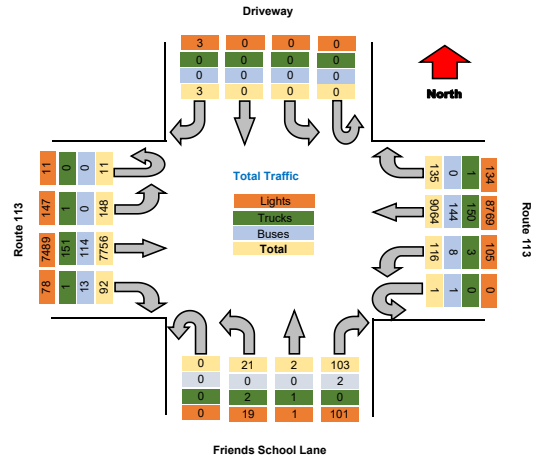 Driveway
3 0 0 0
0 0 0 0
0 0 0 0
3 0 0 0
North
Route 113
11 0 0 11
147 1 0 148
7489 151 114 7756
78 1 13 92
Total Traffic
Lights
Trucks
Buses
Total
135 0 1 134
9064 144 150 8769
116 8 3 105
1 1 0 0
Route 113
0 21 2 103
0 0 0 2
0 2 1 0
0 19 1 101
Friends School Lane